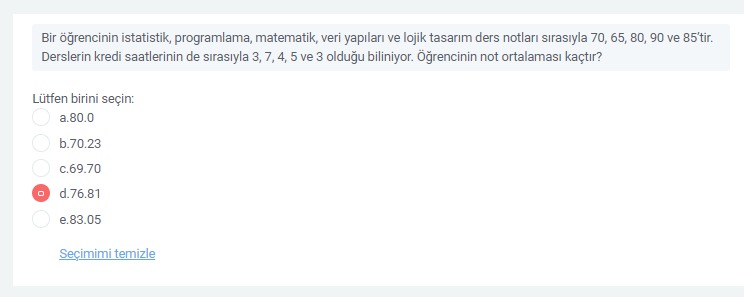 Bir öğrencinin istatistik, programlama, matematik, veri yapıları ve lojik tasarım ders notları sırasıyla 70, 65, 80, 90 ve 85'tir.
Derslerin kredi saatlerinin de sırasıyla 3, 7, 4, 5 ve 3 olduğu biliniyor. Öğrencinin not ortalaması kaçtır?
Lütfen birini seçin:
a.80.0
b.70.23
c.69.70
d.76.81
e.83.05
Seçimimi temizle